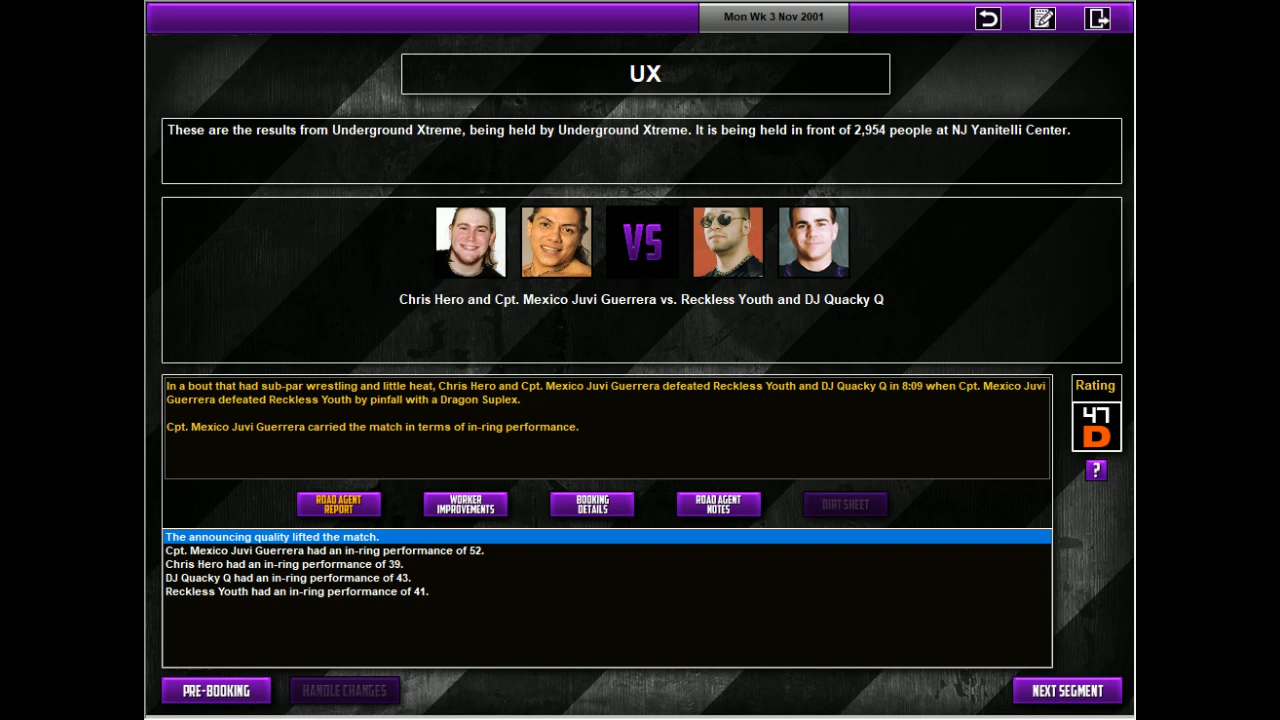 Mon Wk 3 Nov 2001
UX
These are the results from Underground Xtreme, being held by Underground Xtreme. It is being held in front of 2,954 people at NJ Yanitelli Center.
VS
Chris Hero and Cpt. Mexico Juvi Guerrera vs. Reckless Youth and DJ Quacky Q
In a bout that had sub-par wrestling and little heat, Chris Hero and Cpt. Mexico Juvi Guerrera defeated Reckless Youth and DJ Quacky Q in 8:09 when Cpt. Mexico Juvi
Guerrera defeated Reckless Youth by pinfall with a Dragon Suplex.
Cpt. Mexico Juvi Guerrera carried the match in terms of in-ring performance.
Rating
47
D
?
ROAD AGENT
REPORT
WORKER
IMPROVEMENTS
BOOKING
DETAILS
ROAD AGENT
NOTES
DIRT SHEET
The announcing quality lifted the match.
Cpt. Mexico Juvi Guerrera had an in-ring performance of 52.
Chris Hero had an in-ring performance of 39.
DJ Quacky Q had an in-ring performance of 43.
Reckless Youth had an in-ring performance of 41.
PRE-BOOKING
HANDLE CHANGES
NEXT SEGMENT